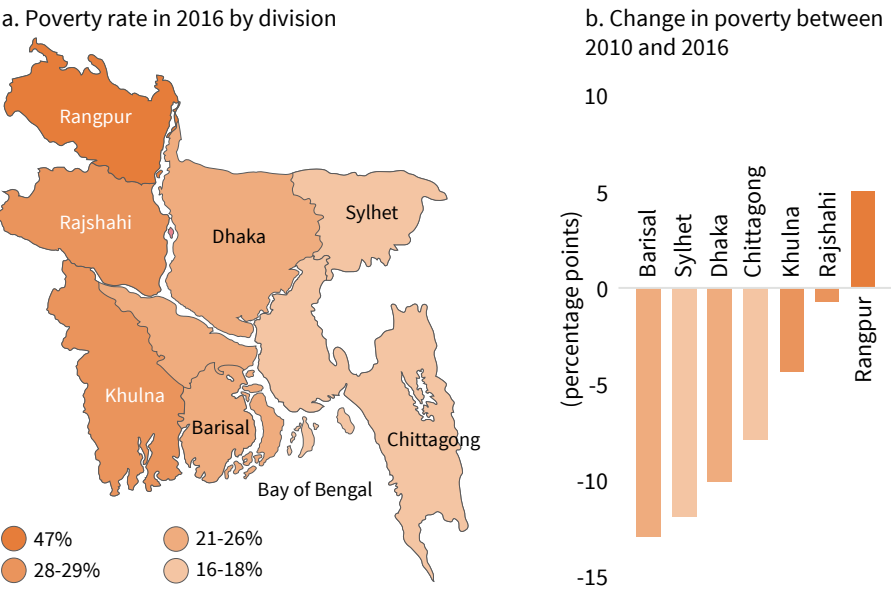 a. Poverty rate in 2016 by division
Rangpur
Rajshahi
Dhaka
Sylhet
Khulna
Barisal
Chittagong
Bay of Bengal
47%
28-29%
21-26%
16-18%
b. Change in poverty between
2010 and 2016
(percentage points)
10
5
0
-5
-10
-15
Barisal
Sylhet
Dhaka
Chittagong
Khulna
Rajshahi
Rangpur